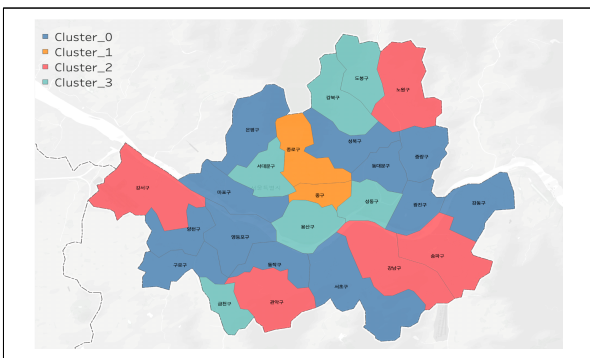 Cluster_0
Cluster_1
Cluster_2
Cluster_3
도봉구
노원구
강북구
은평구
성북구
종로구
중랑구
동대문구
서대문구
강서구
마포구
중구
성동구
광진구
강동구
용산구
양천구
영등포구
송파구
강남구
동작구
구로구
서초구
금천구
관악구